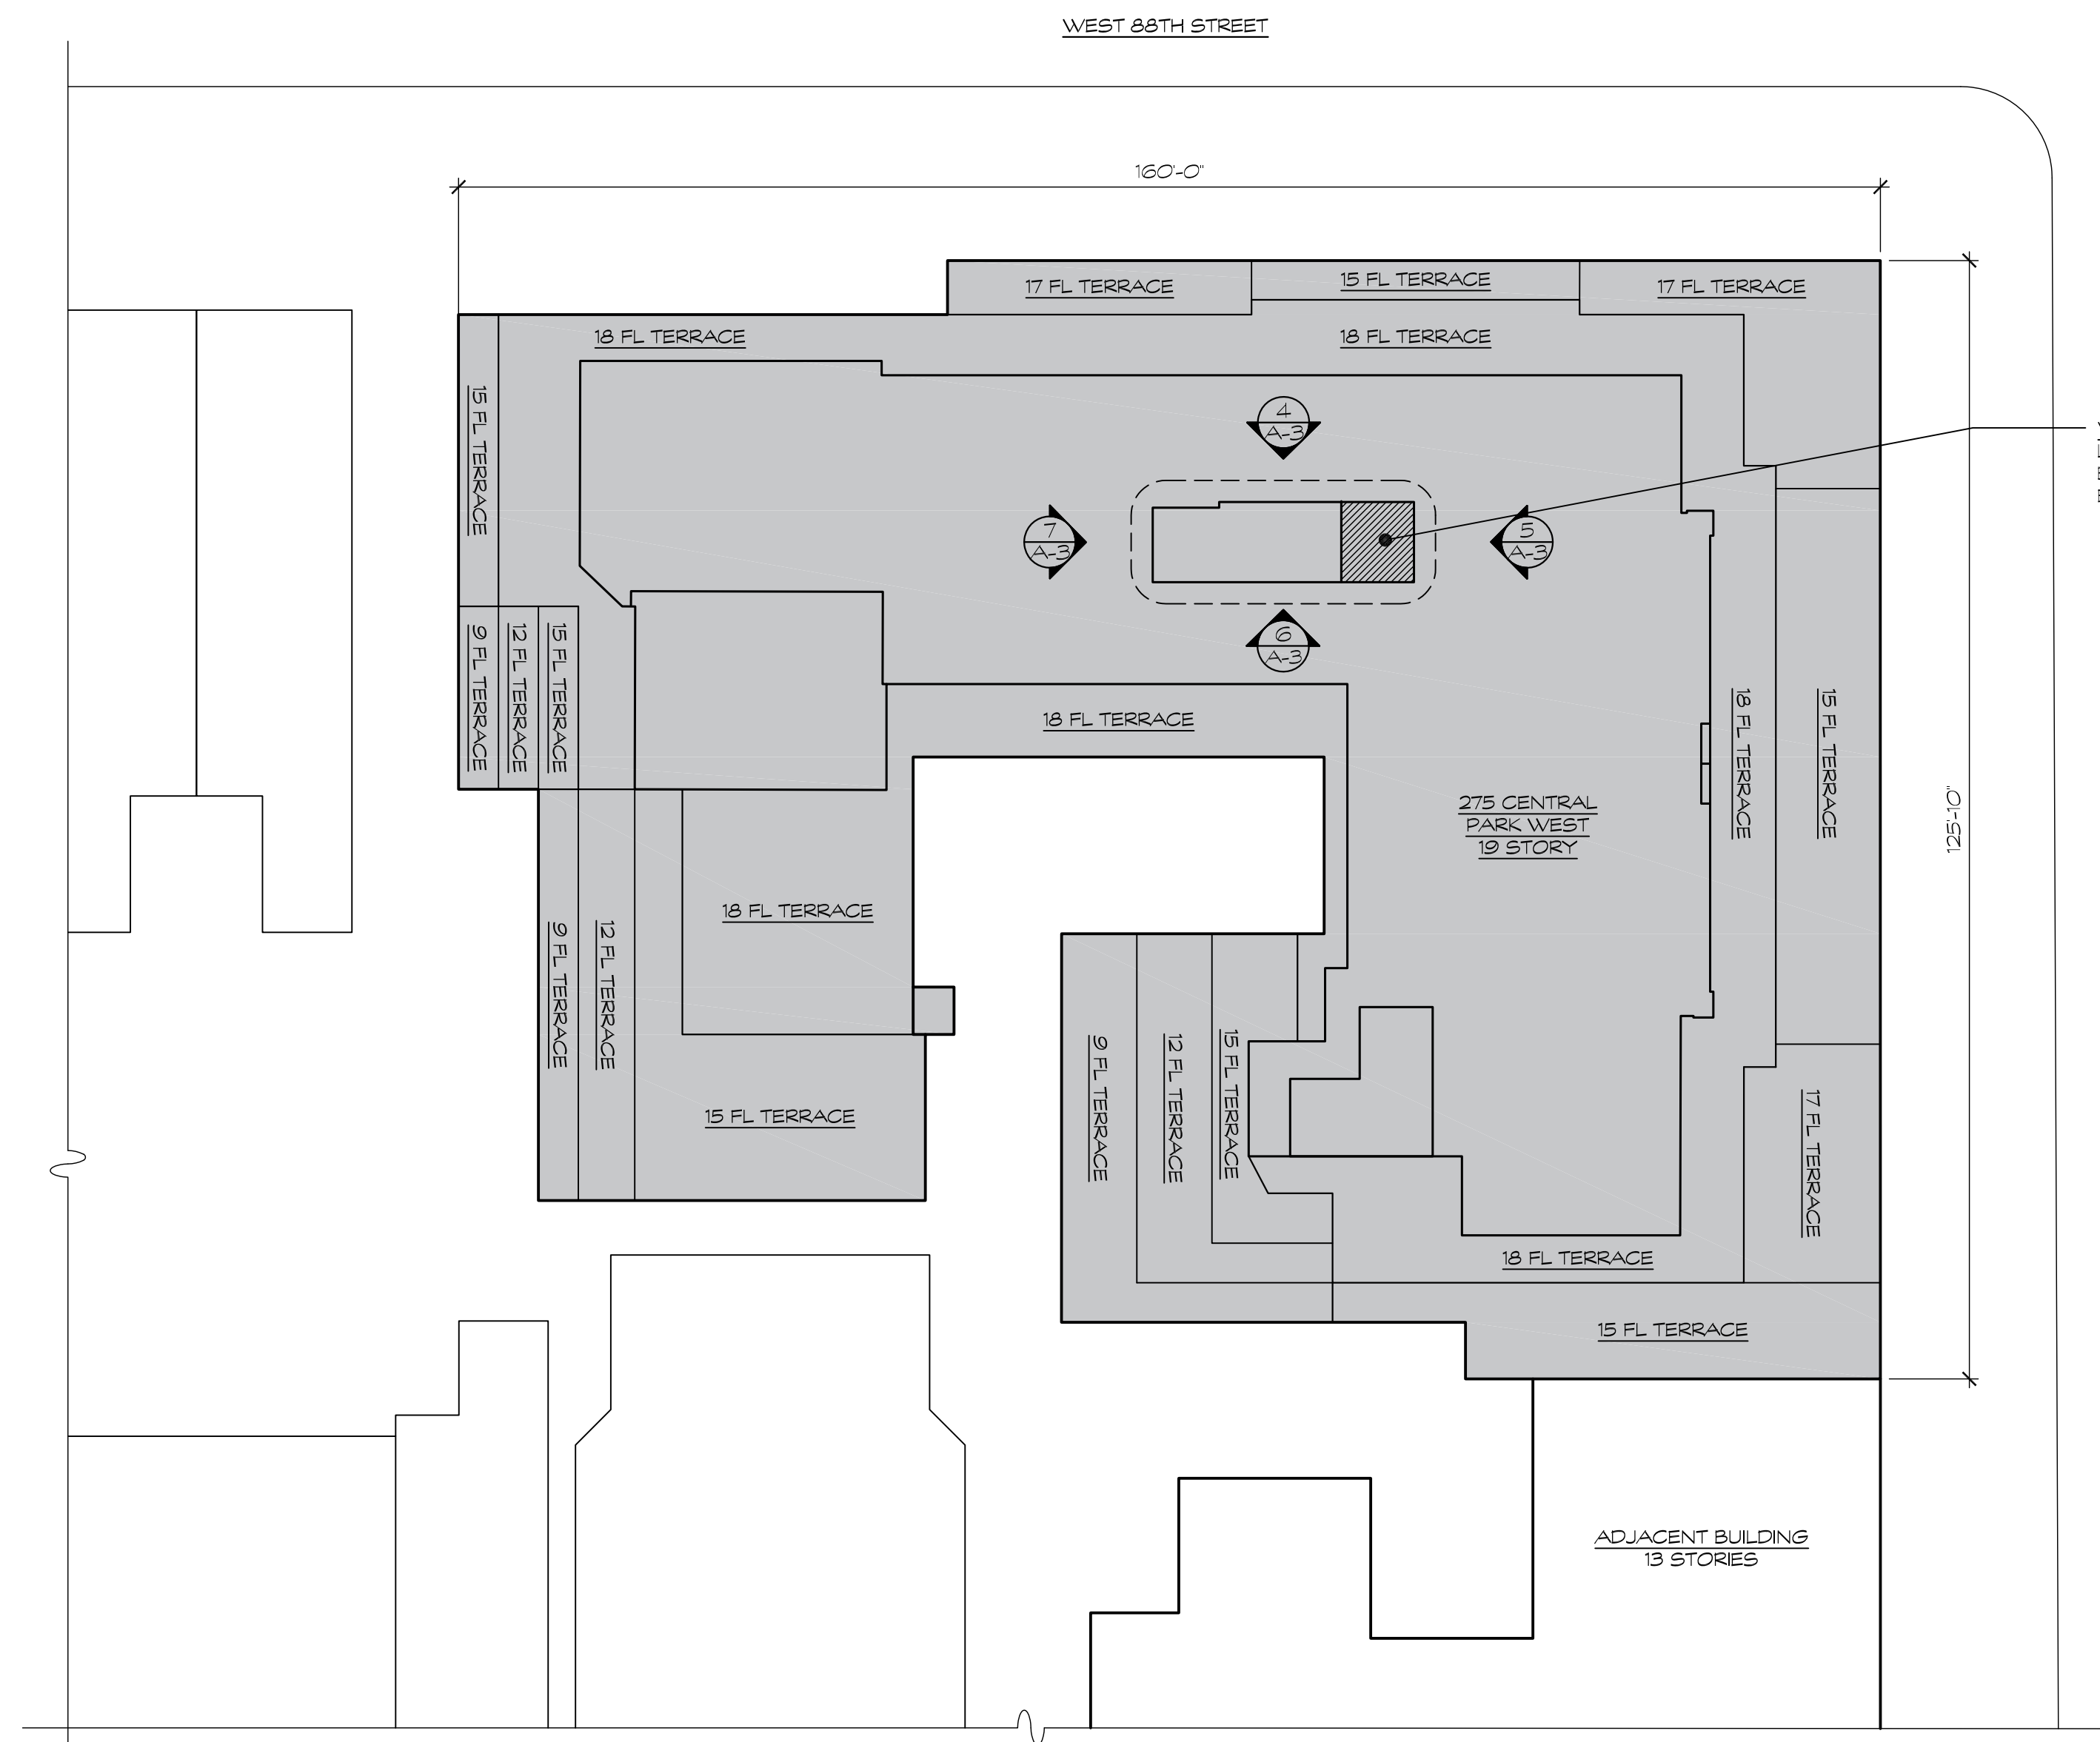 WEST 88TH STREET
160'-0"
17 FL TERRACE
15 FL TERRACE
17 FL TERRACE
18 FL TERRACE
18 FL TERRACE
15 FL TERRACE
4
A-3
7
A-3
5
A-3
6
A-3
9 FL TERRACE
12 FL TERRACE
15 FL TERRACE
18 FL TERRACE
18 FL TERRACE
15 FL TERRACE
275 CENTRAL
PARK WEST
19 STORY
125'-10"
18 FL TERRACE
9 FL TERRACE
12 FL TERRACE
15 FL TERRACE
9 FL TERRACE
12 FL TERRACE
15 FL TERRACE
17 FL TERRACE
18 FL TERRACE
15 FL TERRACE
ADJACENT BUILDING
13 STORIES